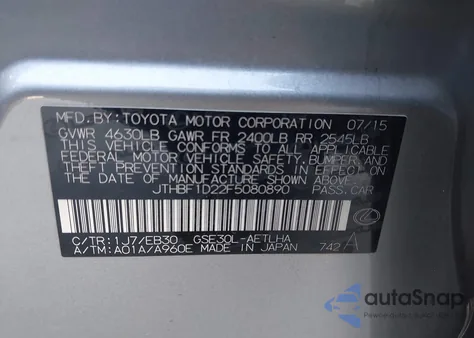 MFD. BY: TOYOTA MOTOR CORPORATION 07/15
GVWR 4630LB GAWR FR 2400LB RR 2545LB
THIS VEHICLE CONFORMS TO ALL APPLICABLE
FEDERAL MOTOR VEHICLE SAFETY, BUMPER, AND
THEFT PREVENTION STANDARDS IN EFFECT ON
THE DATE OF MANUFACTURE SHOWN ABOVE.
JTHBF1D22F5080890 PASS. CAR
C/TR: 1J7/EB30 GSE30L-AETLHA
A/TM: A01A/A960E MADE IN JAPAN 742 A
autoSnap